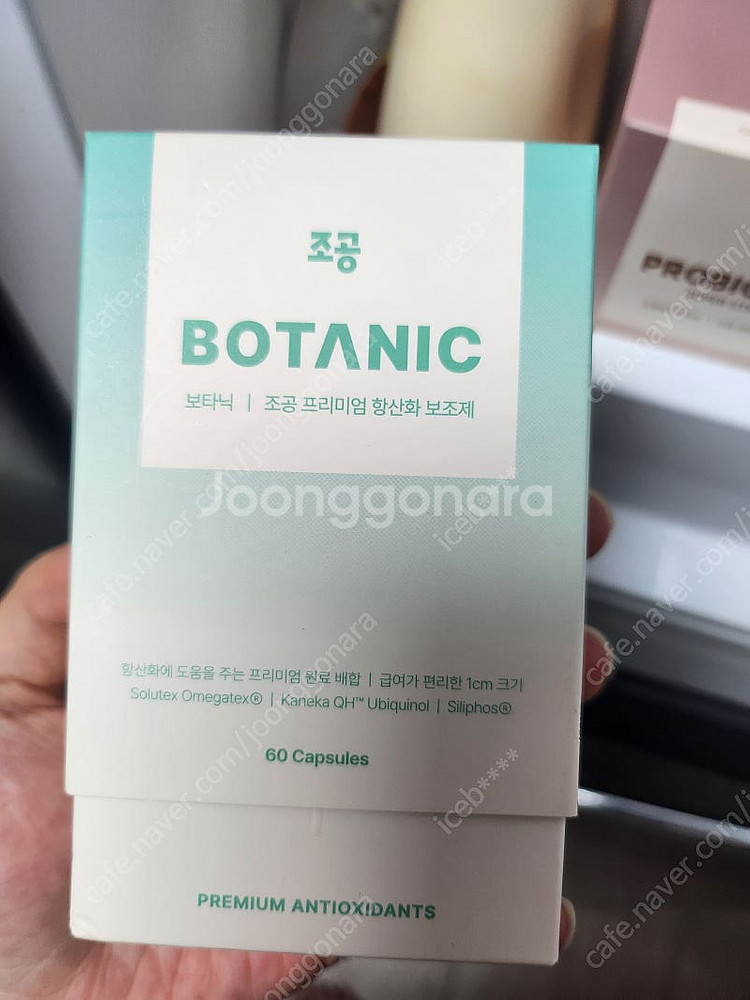 조공
BOTANIC
보타닉 | 조공 프리미엄 항산화 보조제
Joonggonara
항산화에 도움을 주는 프리미엄 원료 배합 | 급여가 편리한 1cm 크기
Solutex Omegatex® | Kaneka QH™ Ubiquinol | Siliphos®
60 Capsules
PREMIUM ANTIOXIDANTS
cafe.naver.com/joonggonara
iceb****